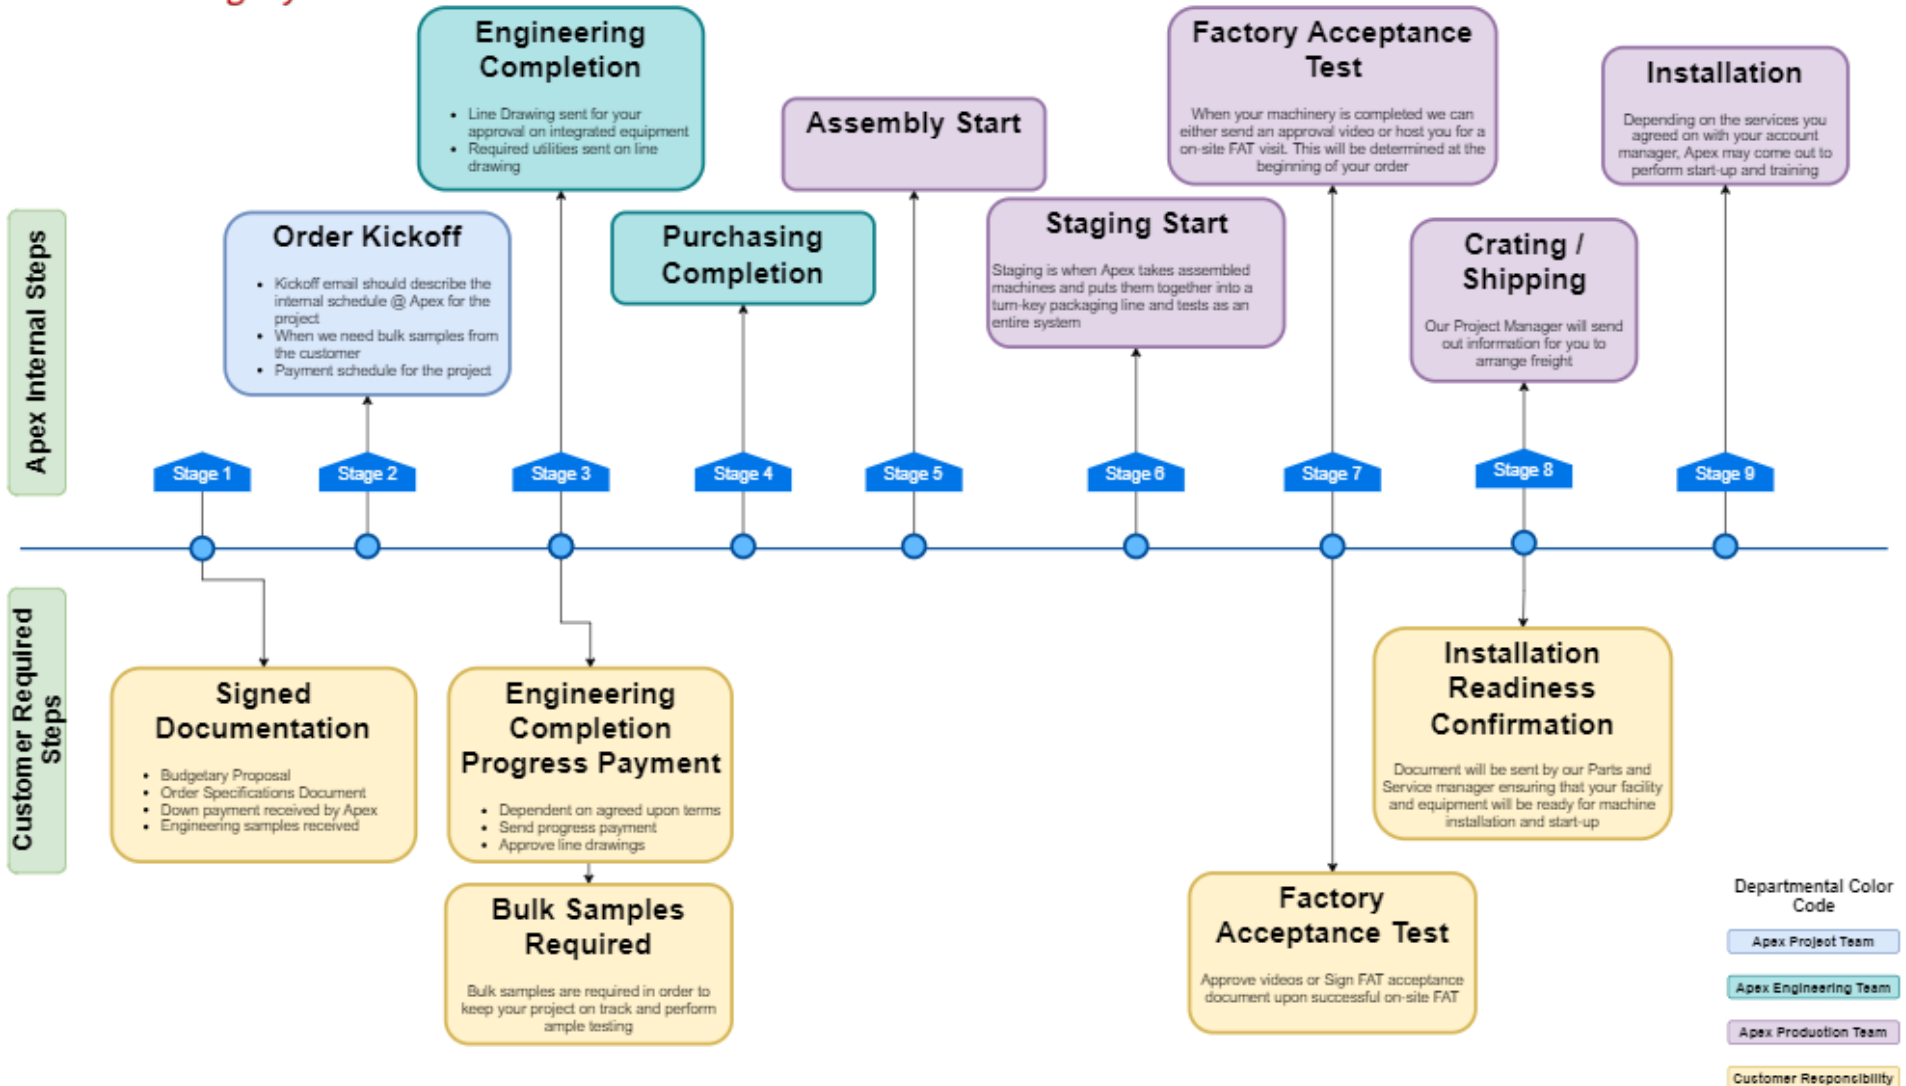 Engineering
Completion
• Line Drawing sent for your
approval on integrated equipment
• Required utilities sent on line
drawing
Factory Acceptance
Test
When your machinery is completed we can
either send an approval video or host you for a
on-site FAT visit. This will be determined at the
beginning of your order
Installation
Depending on the services you
agreed on with your account
manager, Apex may come out to
perform start-up and training
Assembly Start
Order Kickoff
• Kickoff email should describe the
internal schedule @ Apex for the
project
• When we need bulk samples from
the customer
• Payment schedule for the project
Purchasing
Completion
Staging Start
Staging is when Apex takes assembled
machines and puts them together into a
turn-key packaging line and tests as an
entire system
Crating /
Shipping
Our Project Manager will send
out information for you to
arrange freight
Apex Internal Steps
Stage 1
Stage 2
Stage 3
Stage 4
Stage 5
Stage 6
Stage 7
Stage 8
Stage 9
Customer Required
Steps
Signed
Documentation
• Budgetary Proposal
• Order Specifications Document
• Down payment received by Apex
• Engineering samples received
Engineering
Completion
Progress Payment
• Dependent on agreed upon terms
• Send progress payment
• Approve line drawings
Bulk Samples
Required
Bulk samples are required in order to
keep your project on track and perform
ample testing
Installation
Readiness
Confirmation
Document will be sent by our Parts and
Service manager ensuring that your facility
and equipment will be ready for machine
installation and start-up
Factory
Acceptance Test
Approve videos or Sign FAT acceptance
document upon successful on-site FAT
Departmental Color
Code
Apex Project Team
Apex Engineering Team
Apex Production Team
Customer Responsibility